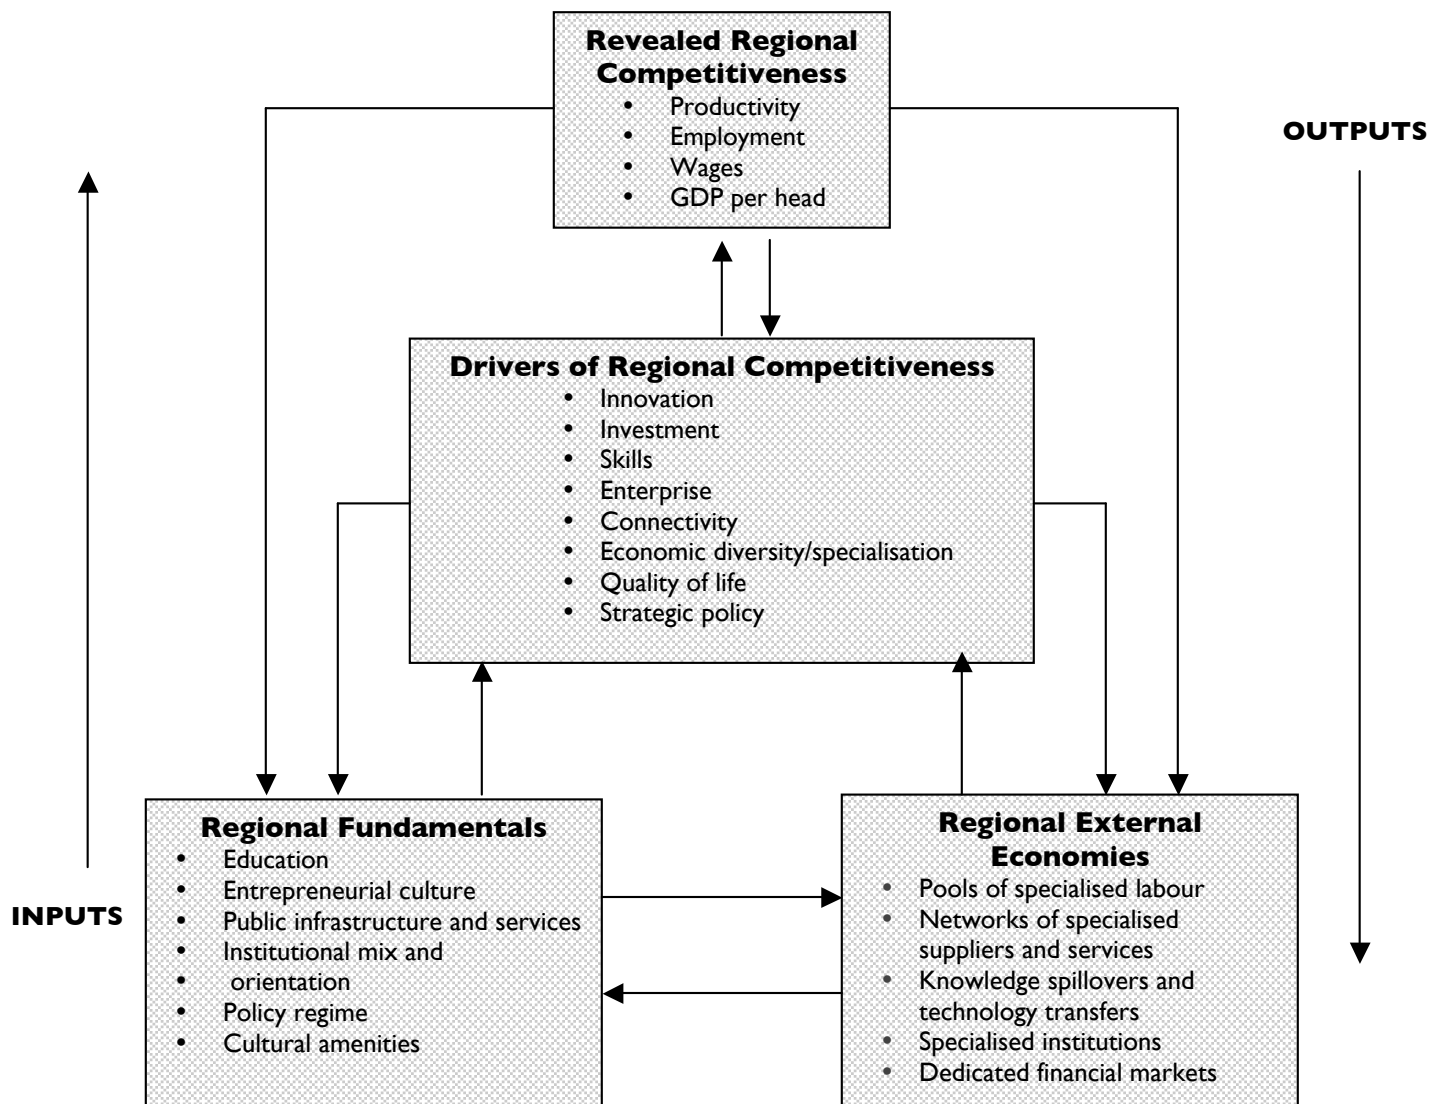 Revealed Regional
Competitiveness
• Productivity
• Employment
• Wages
• GDP per head
OUTPUTS
Drivers of Regional Competitiveness
• Innovation
• Investment
• Skills
• Enterprise
• Connectivity
• Economic diversity/specialisation
• Quality of life
• Strategic policy
INPUTS
Regional Fundamentals
• Education
• Entrepreneurial culture
• Public infrastructure and services
• Institutional mix and
• orientation
• Policy regime
• Cultural amenities
Regional External
Economies
• Pools of specialised labour
• Networks of specialised
suppliers and services
• Knowledge spillovers and
technology transfers
• Specialised institutions
• Dedicated financial markets